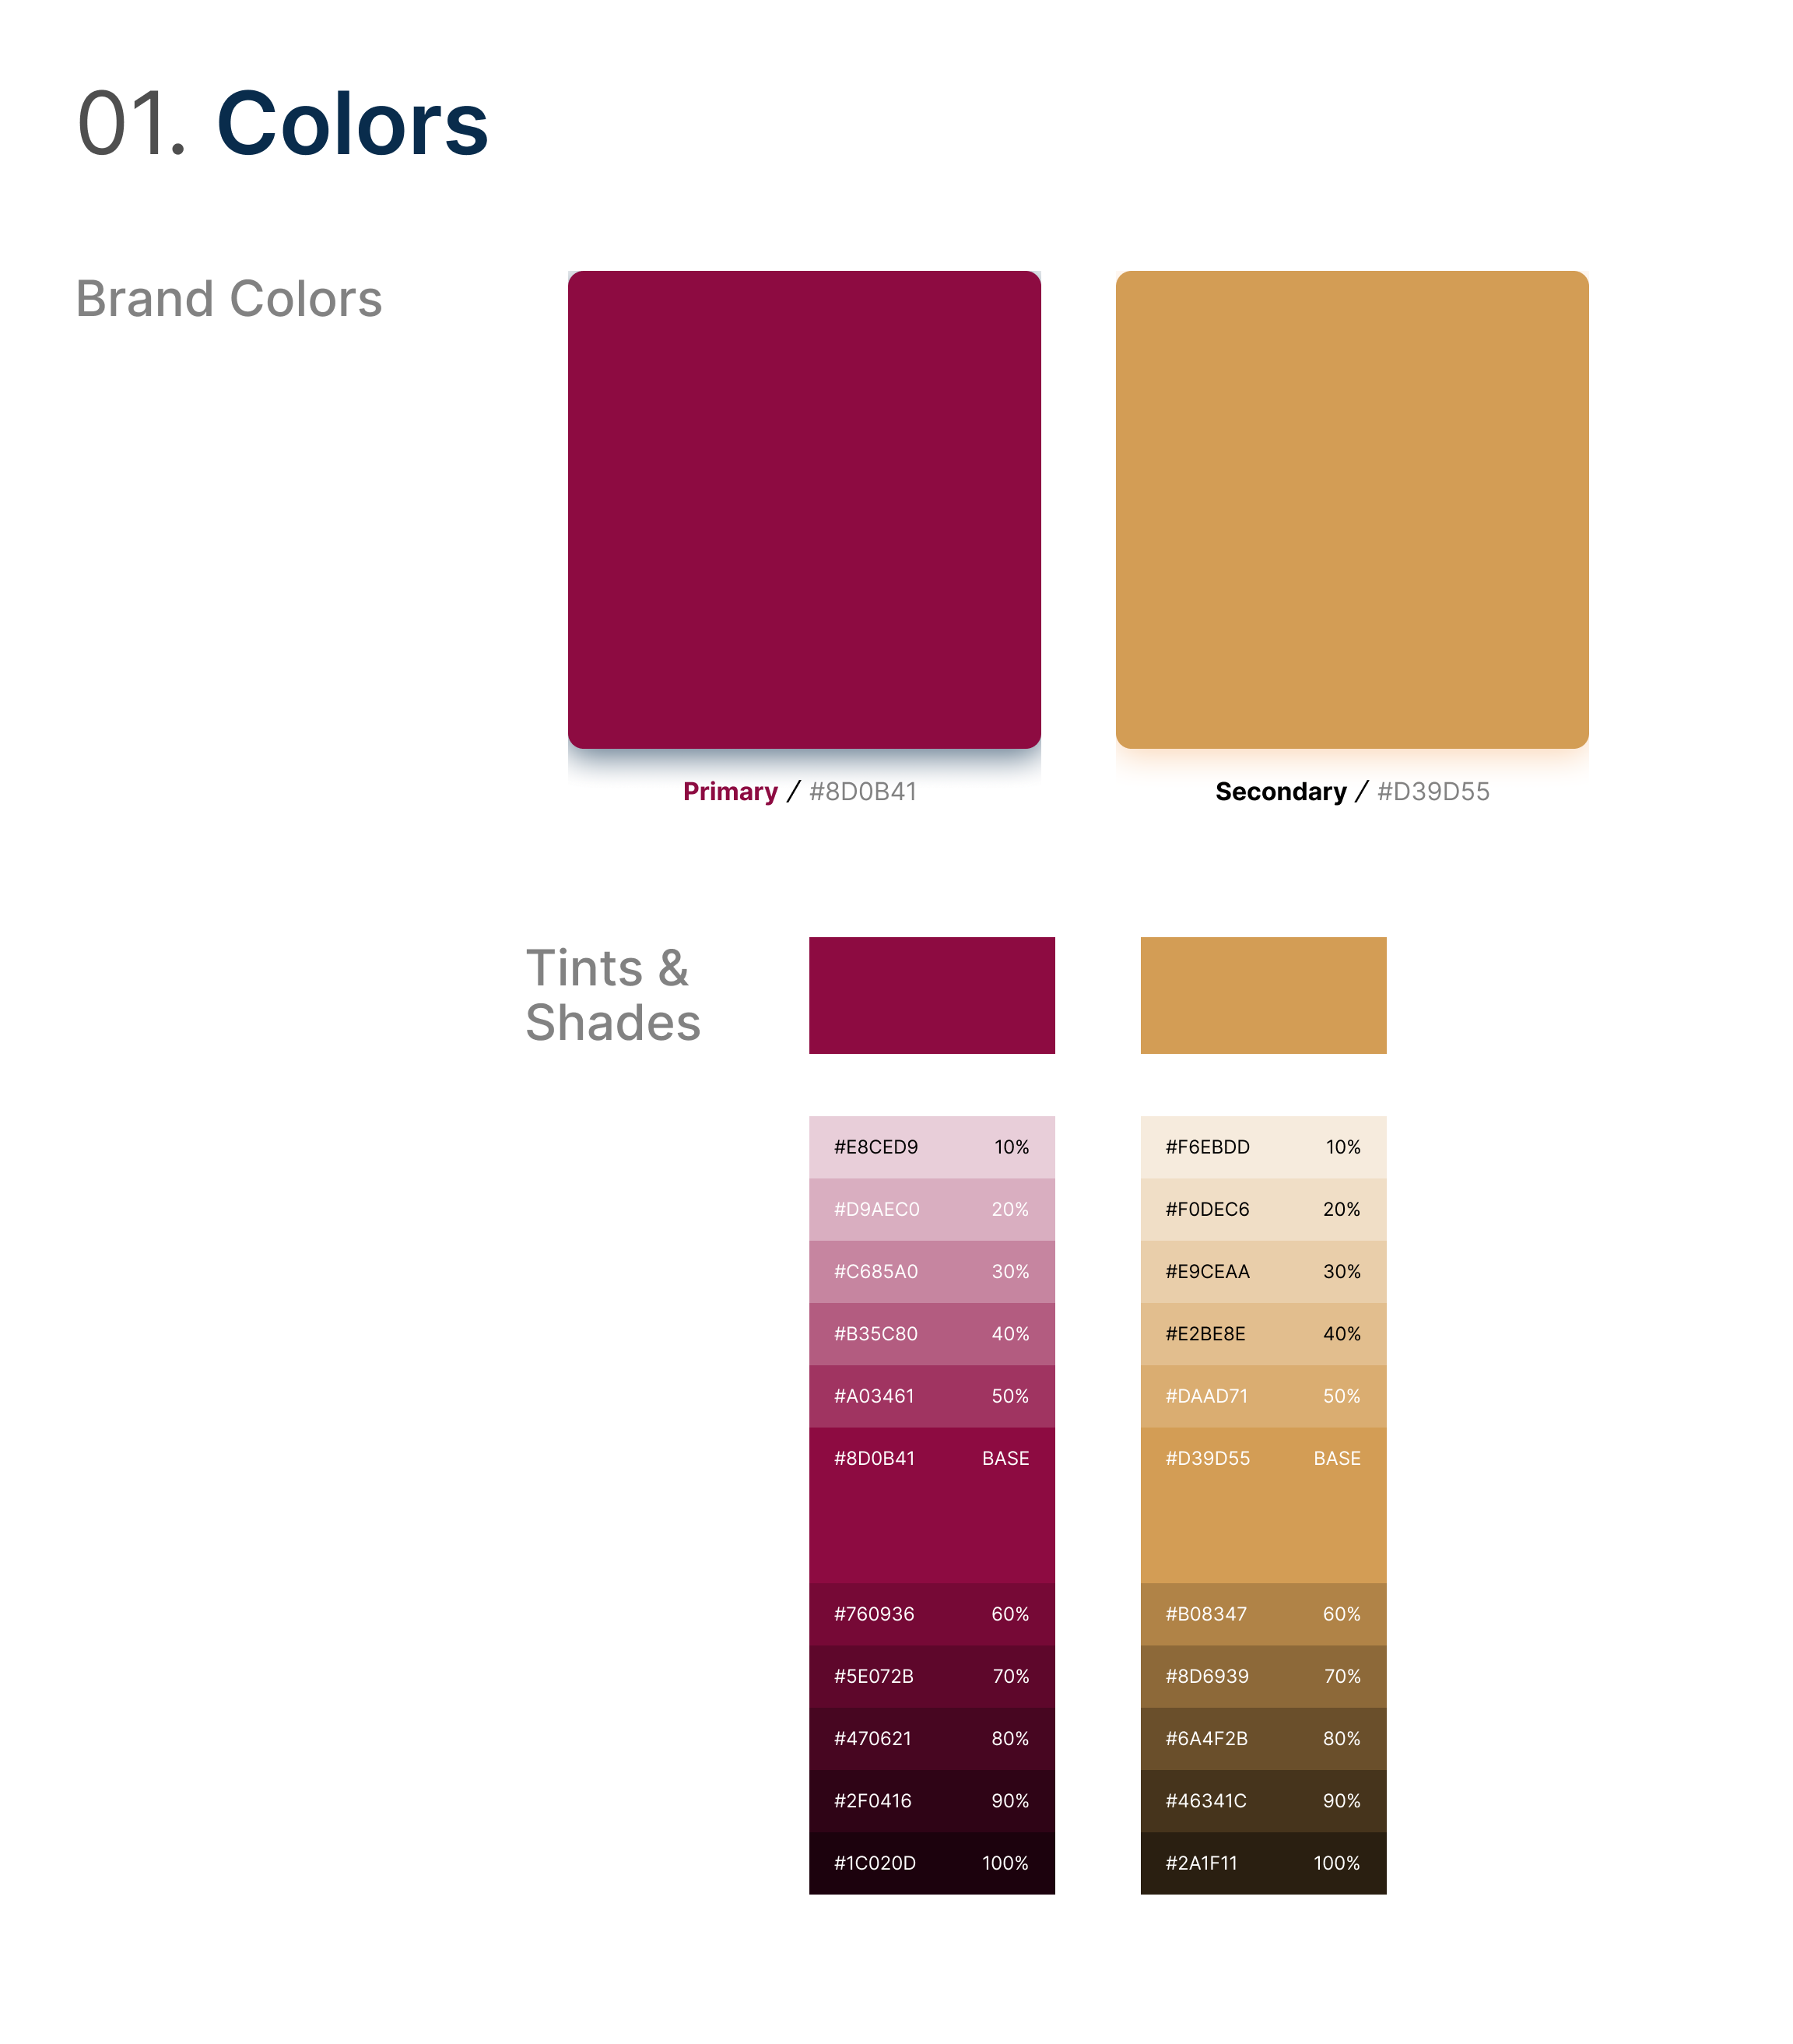 01. Colors
Brand Colors
Primary / #8D0B41
Secondary / #D39D55
Tints &
Shades
#E8CED9 10%
#F6EBDD 10%
#D9AEC0 20%
#F0DEC6 20%
#C685A0 30%
#E9CEAA 30%
#B35C80 40%
#E2BE8E 40%
#A03461 50%
#DAAD71 50%
#8D0B41 BASE
#D39D55 BASE
#760936 60%
#B08347 60%
#5E072B 70%
#8D6939 70%
#470621 80%
#6A4F2B 80%
#2F0416 90%
#46341C 90%
#1C020D 100%
#2A1F11 100%